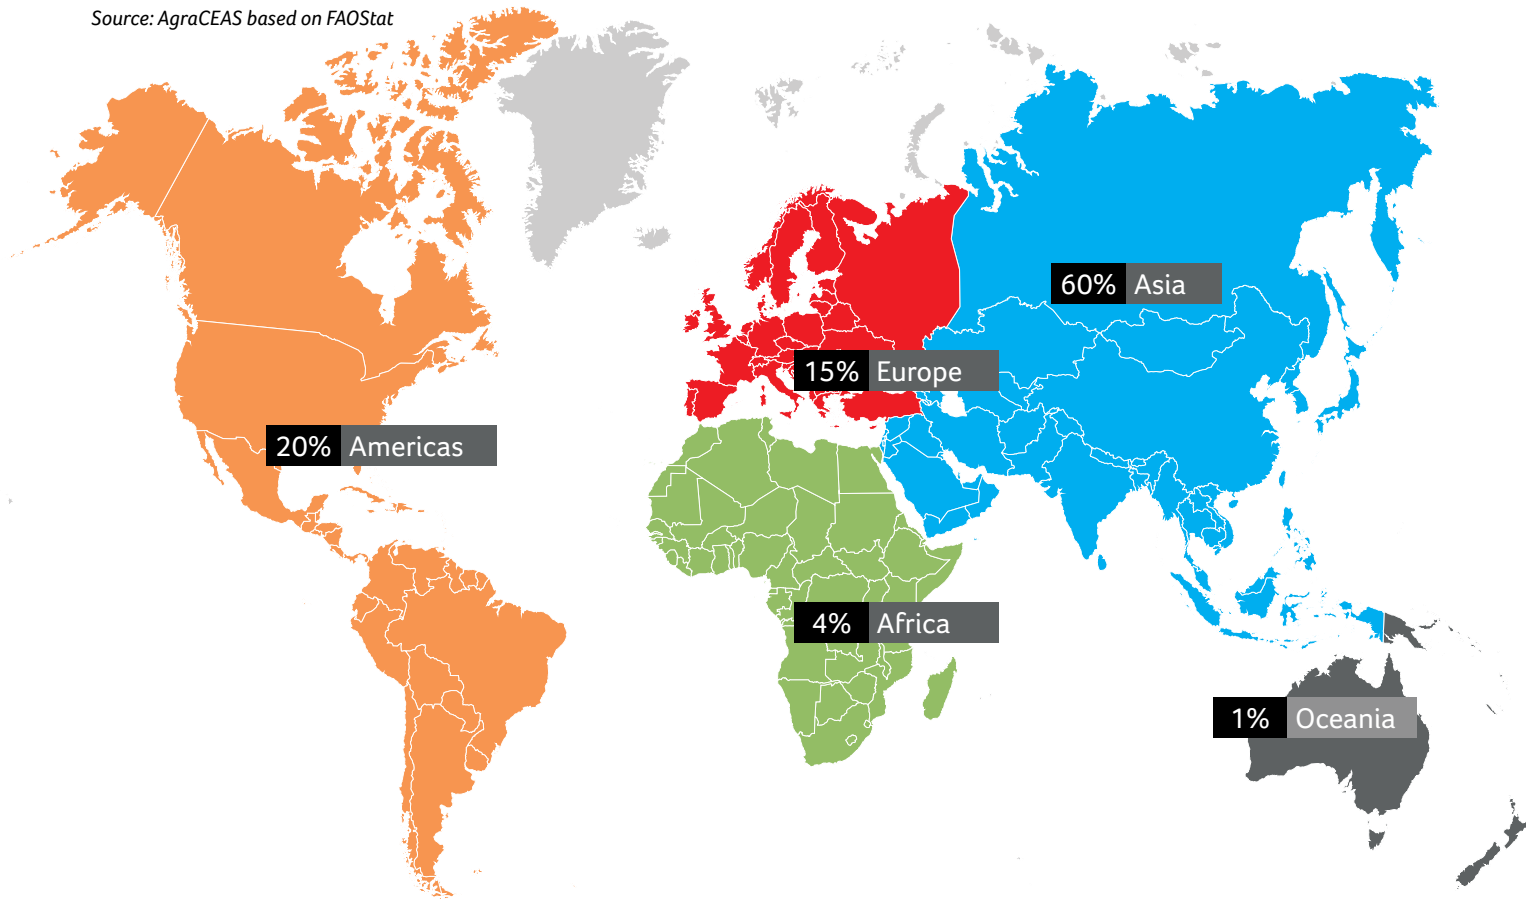 Source: AgraCEAS based on FAOStat
60% Asia
15% Europe
20% Americas
4% Africa
1% Oceania